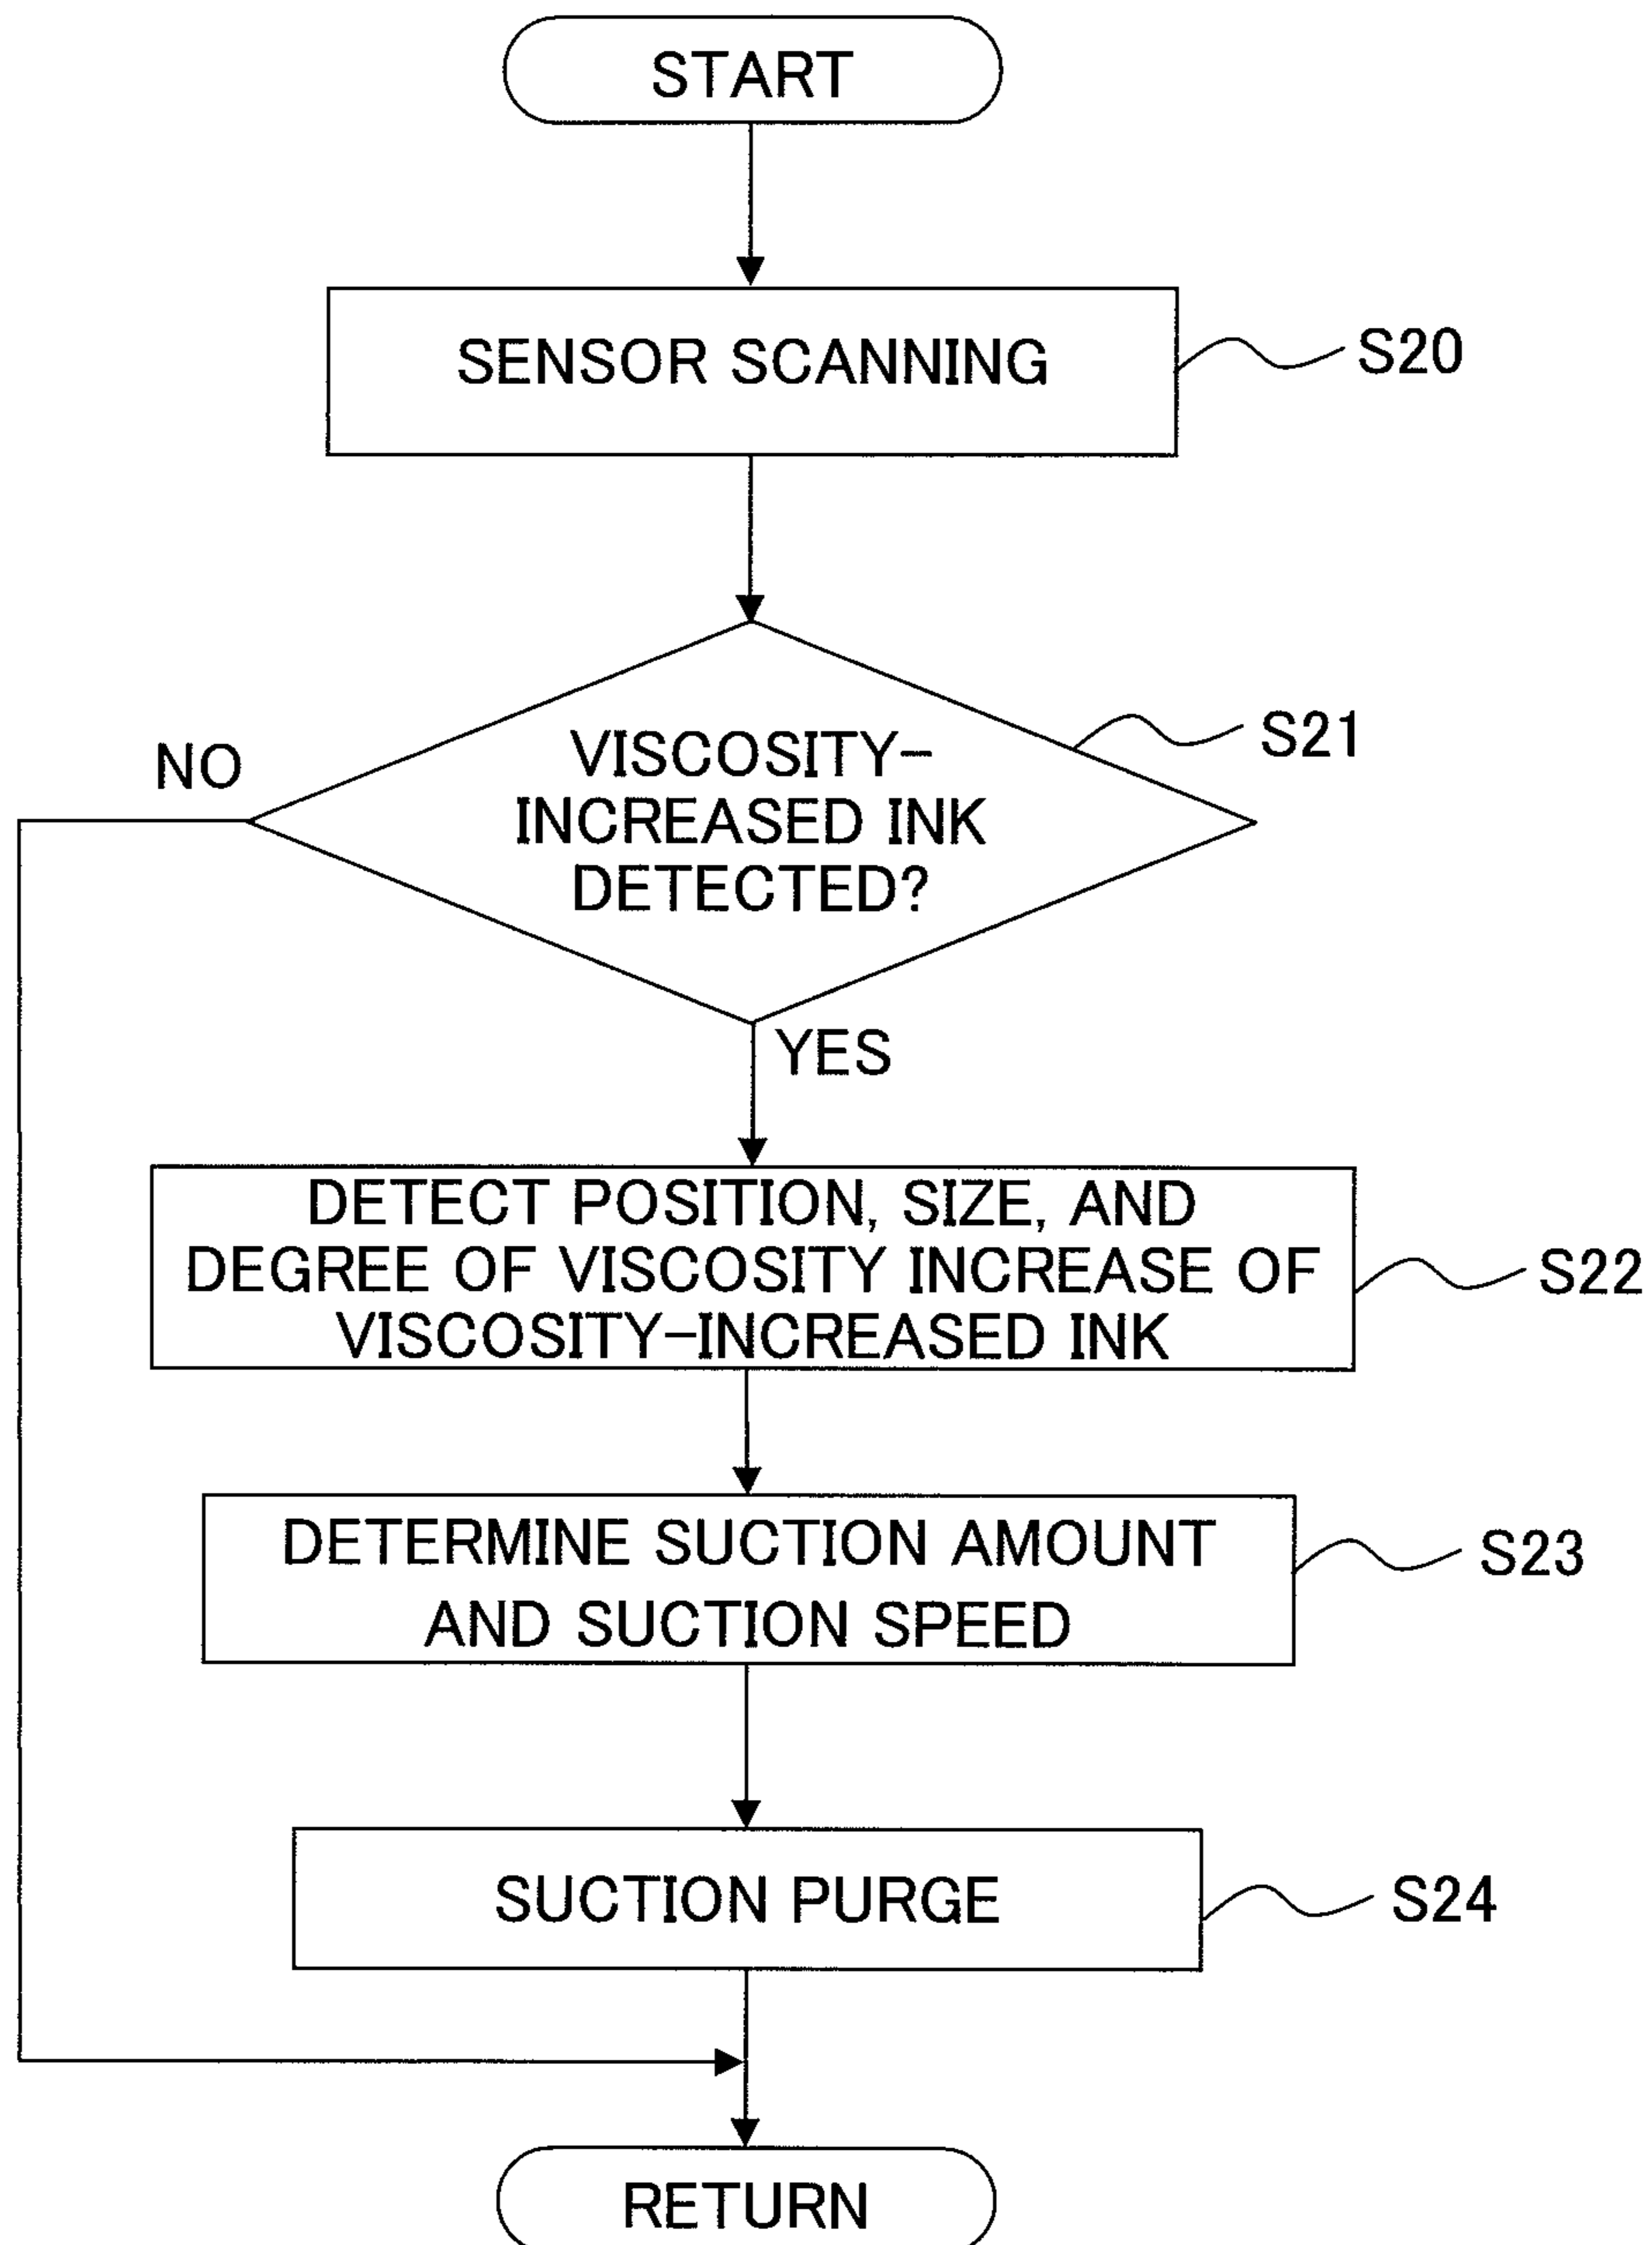 START
SENSOR SCANNING
S20
VISCOSITY-
INCREASED INK
DETECTED?
S21
NO
YES
DETECT POSITION, SIZE, AND
DEGREE OF VISCOSITY INCREASE OF
VISCOSITY-INCREASED INK
S22
DETERMINE SUCTION AMOUNT
AND SUCTION SPEED
S23
SUCTION PURGE
S24
RETURN